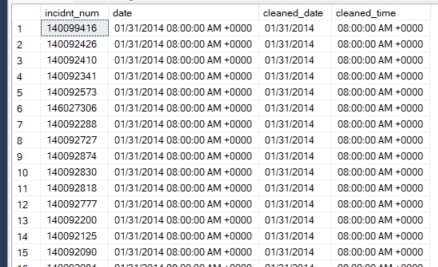 incidnt_num date cleaned_date cleaned_time
1 140099416 01/31/2014 08:00:00 AM +0000 01/31/2014 08:00:00 AM +0000
2 140092426 01/31/2014 08:00:00 AM +0000 01/31/2014 08:00:00 AM +0000
3 140092410 01/31/2014 08:00:00 AM +0000 01/31/2014 08:00:00 AM +0000
4 140092341 01/31/2014 08:00:00 AM +0000 01/31/2014 08:00:00 AM +0000
5 140092573 01/31/2014 08:00:00 AM +0000 01/31/2014 08:00:00 AM +0000
6 146027306 01/31/2014 08:00:00 AM +0000 01/31/2014 08:00:00 AM +0000
7 140092288 01/31/2014 08:00:00 AM +0000 01/31/2014 08:00:00 AM +0000
8 140092727 01/31/2014 08:00:00 AM +0000 01/31/2014 08:00:00 AM +0000
9 140092874 01/31/2014 08:00:00 AM +0000 01/31/2014 08:00:00 AM +0000
10 140092830 01/31/2014 08:00:00 AM +0000 01/31/2014 08:00:00 AM +0000
11 140092818 01/31/2014 08:00:00 AM +0000 01/31/2014 08:00:00 AM +0000
12 140092777 01/31/2014 08:00:00 AM +0000 01/31/2014 08:00:00 AM +0000
13 140092200 01/31/2014 08:00:00 AM +0000 01/31/2014 08:00:00 AM +0000
14 140092125 01/31/2014 08:00:00 AM +0000 01/31/2014 08:00:00 AM +0000
15 140092090 01/31/2014 08:00:00 AM +0000 01/31/2014 08:00:00 AM +0000